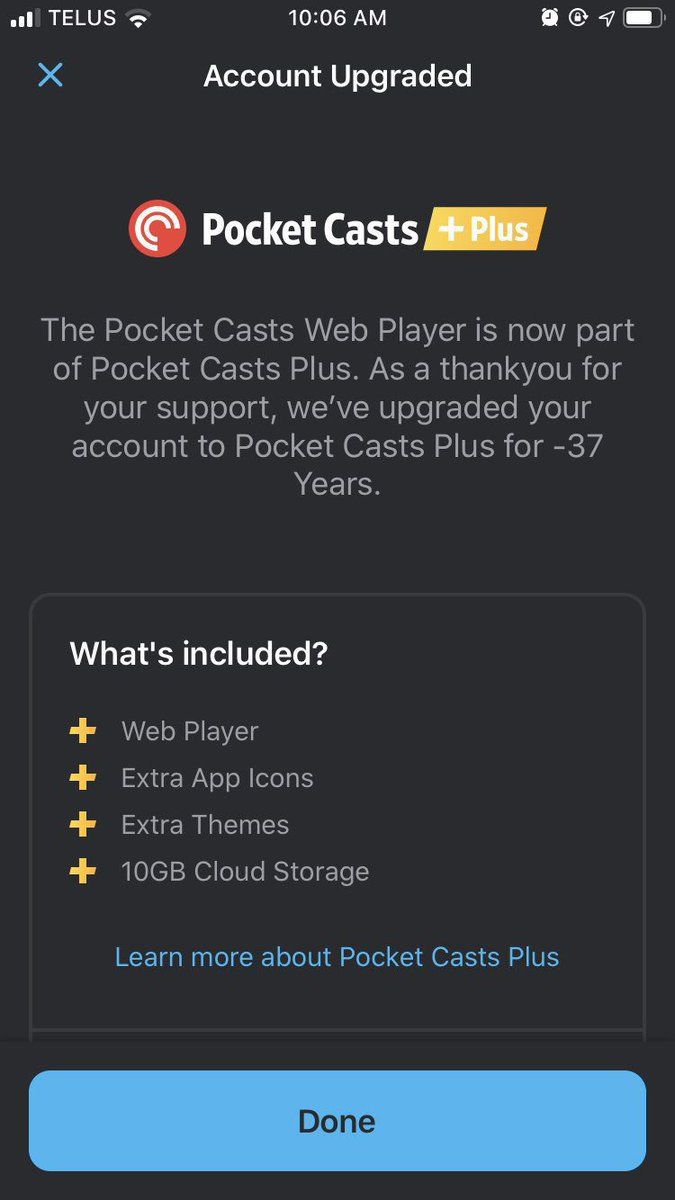 TELUS 10:06 AM
Account Upgraded
Pocket Casts +Plus
The Pocket Casts Web Player is now part
of Pocket Casts Plus. As a thankyou for
your support, we’ve upgraded your
account to Pocket Casts Plus for -37
Years.
What's included?
Web Player
Extra App Icons
Extra Themes
10GB Cloud Storage
Learn more about Pocket Casts Plus
Done